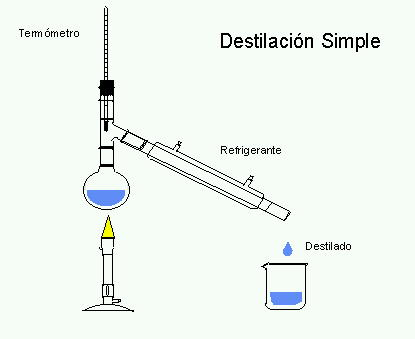 Termómetro
Destilación Simple
Refrigerante
Destilado